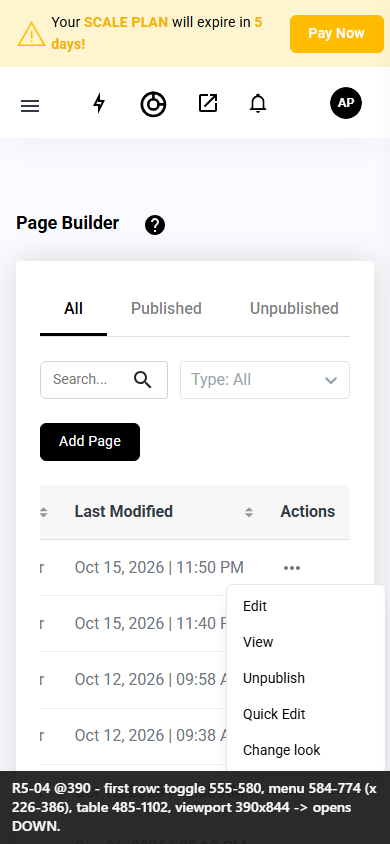 Your SCALE PLAN will expire in 5
days!
Pay Now
AP
Page Builder ?
All Published Unpublished
Search... Type: All
Add Page
Last Modified Actions
r Oct 15, 2026 | 11:50 PM ...
r Oct 15, 2026 | 11:40 P
r Oct 12, 2026 | 09:58 A
r Oct 12, 2026 | 09:38 A
Edit
View
Unpublish
Quick Edit
Change look
R5-04 @390 - first row: toggle 555-580, menu 584-774 (x
226-386), table 485-1102, viewport 390x844 -> opens
DOWN.